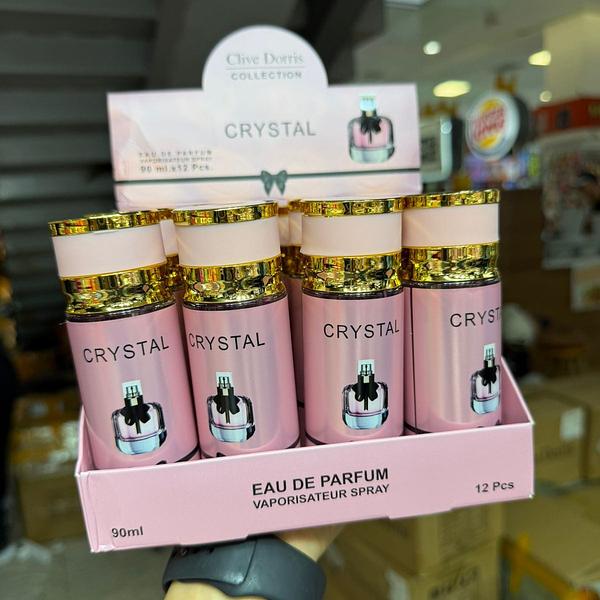 Clive Dorris
COLLECTION
CRYSTAL
EAU DE PARFUM
VAPORISATEUR SPRAY
90 ml.x12 Pcs.
CRYSTAL
CRYSTAL
CRYSTAL
CRYST
EAU DE PARFUM
VAPORISATEUR SPRAY
90ml
12 Pcs